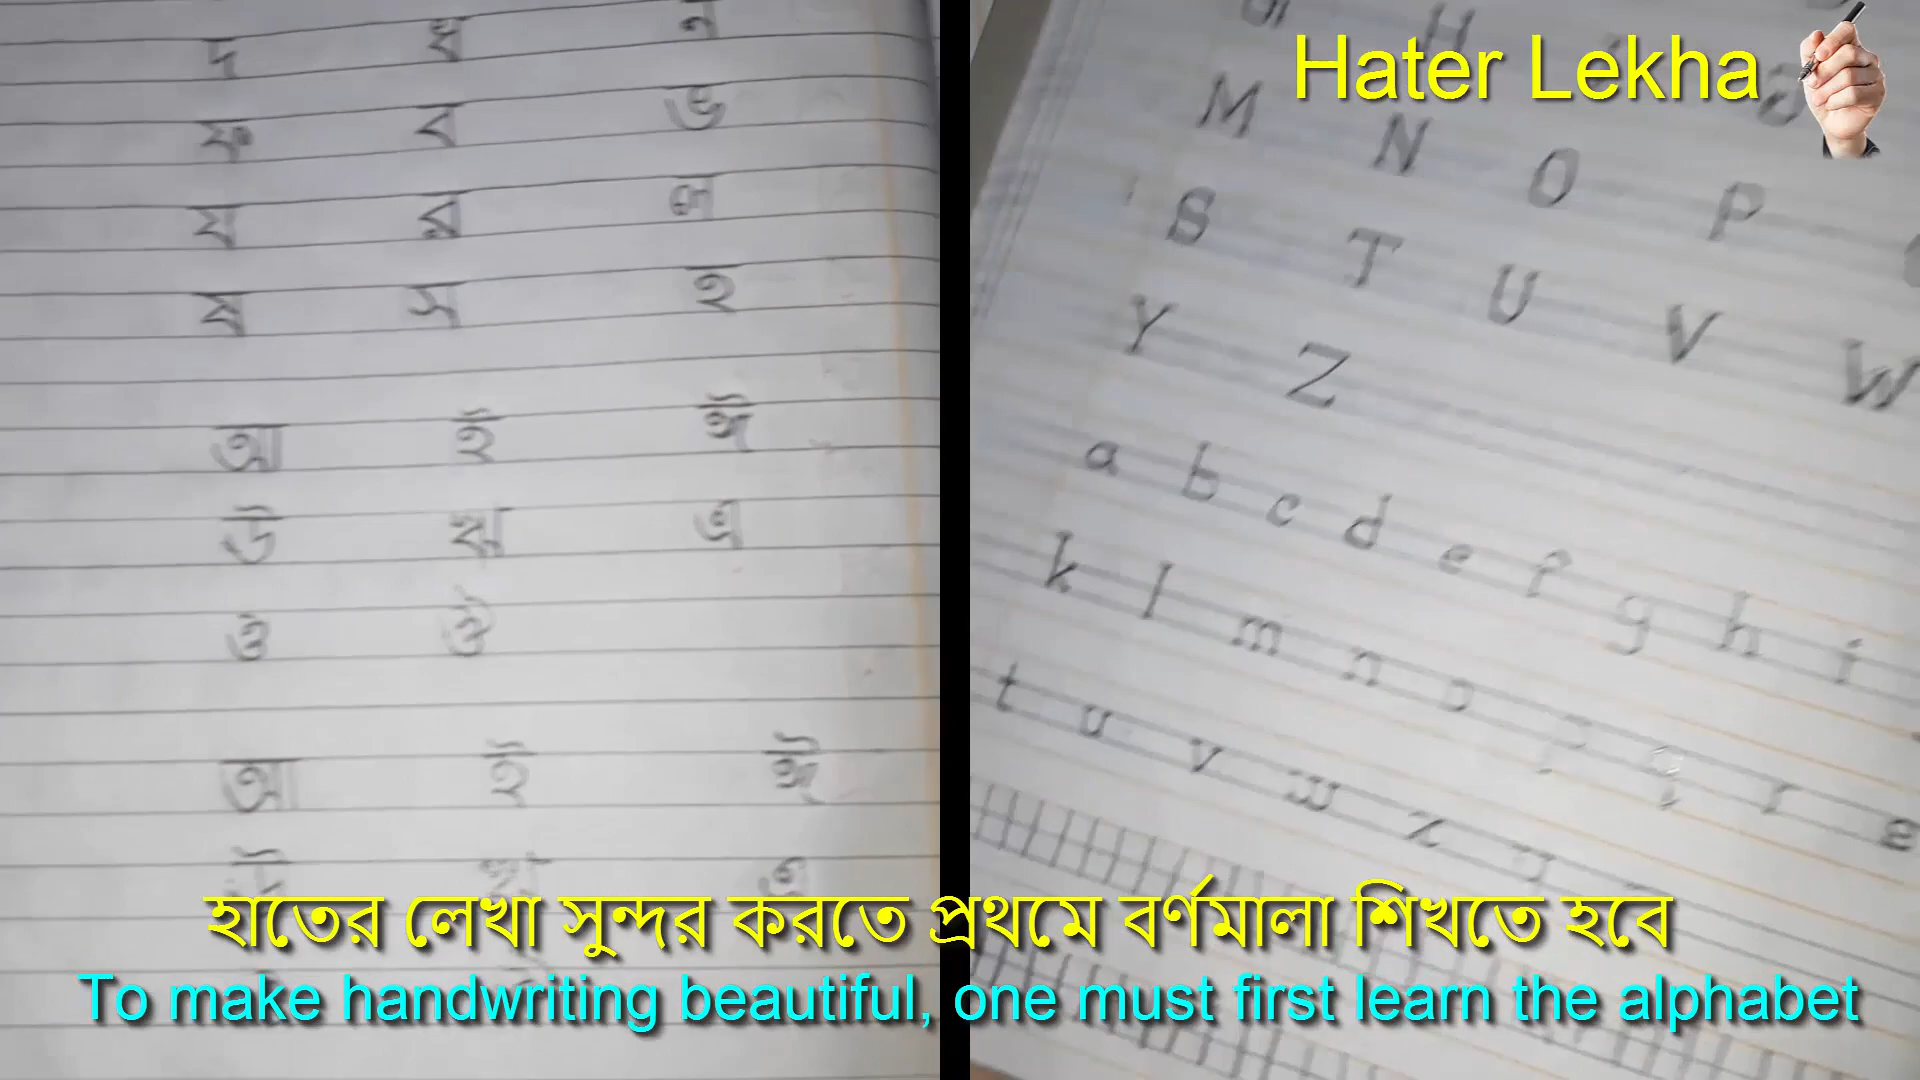 Hater Lekha
দ ধ ন
ফ ব ভ
ম র ল
ষ স হ
আ ই ঈ
উ ঋ এ
ও ঔ
আ ই ঈ
এ
H
M N O P
S T U V W
Y Z
a b c d e f g h i
k l m n o p q r s
t u v w z y
হাতের লেখা সুন্দর করতে প্রথমে বর্ণমালা শিখতে হবে
To make handwriting beautiful, one must first learn the alphabet